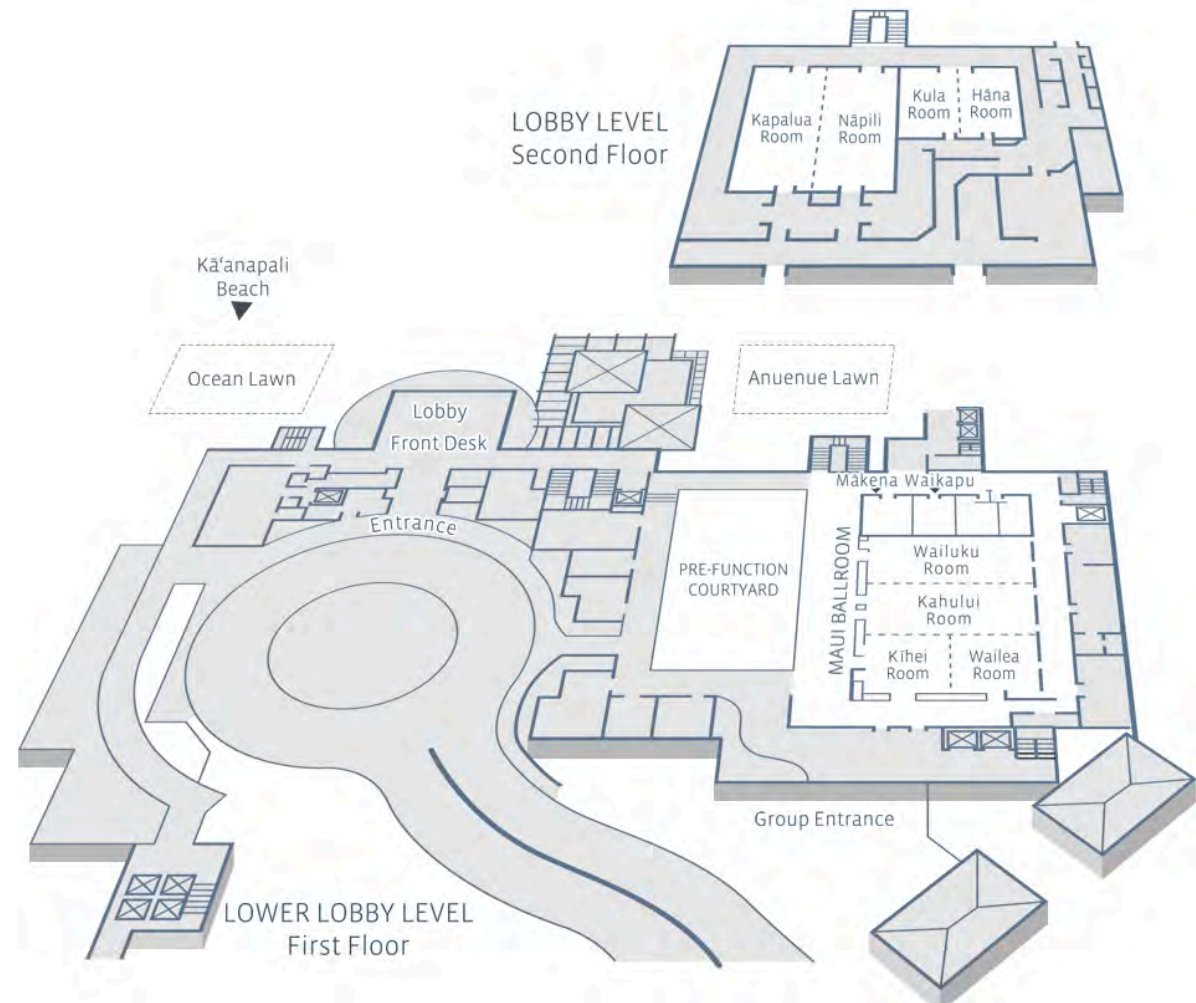 LOBBY LEVEL
Second Floor
Kapalua
Room
Nāpili
Room
Kula
Room
Hāna
Room
Kāʻanapali
Beach
Ocean Lawn
Lobby
Front Desk
Entrance
Anuenue Lawn
Mākena Waikapu
PRE-FUNCTION
COURTYARD
MAUI BALLROOM
Wailuku
Room
Kahului
Room
Kīhei
Room
Wailea
Room
Group Entrance
LOWER LOBBY LEVEL
First Floor